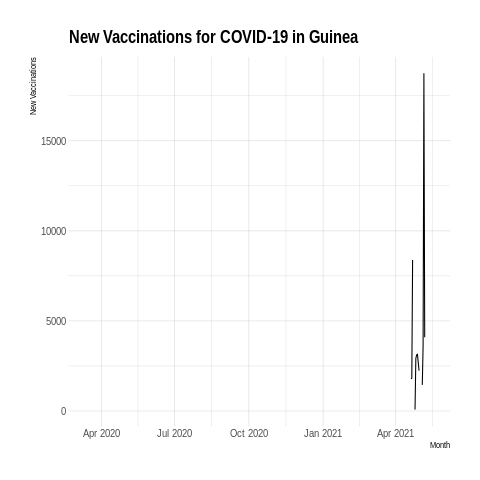 New Vaccinations for COVID-19 in Guinea
New Vaccinations
15000
10000
5000
0
Apr 2020 Jul 2020 Oct 2020 Jan 2021 Apr 2021
Month